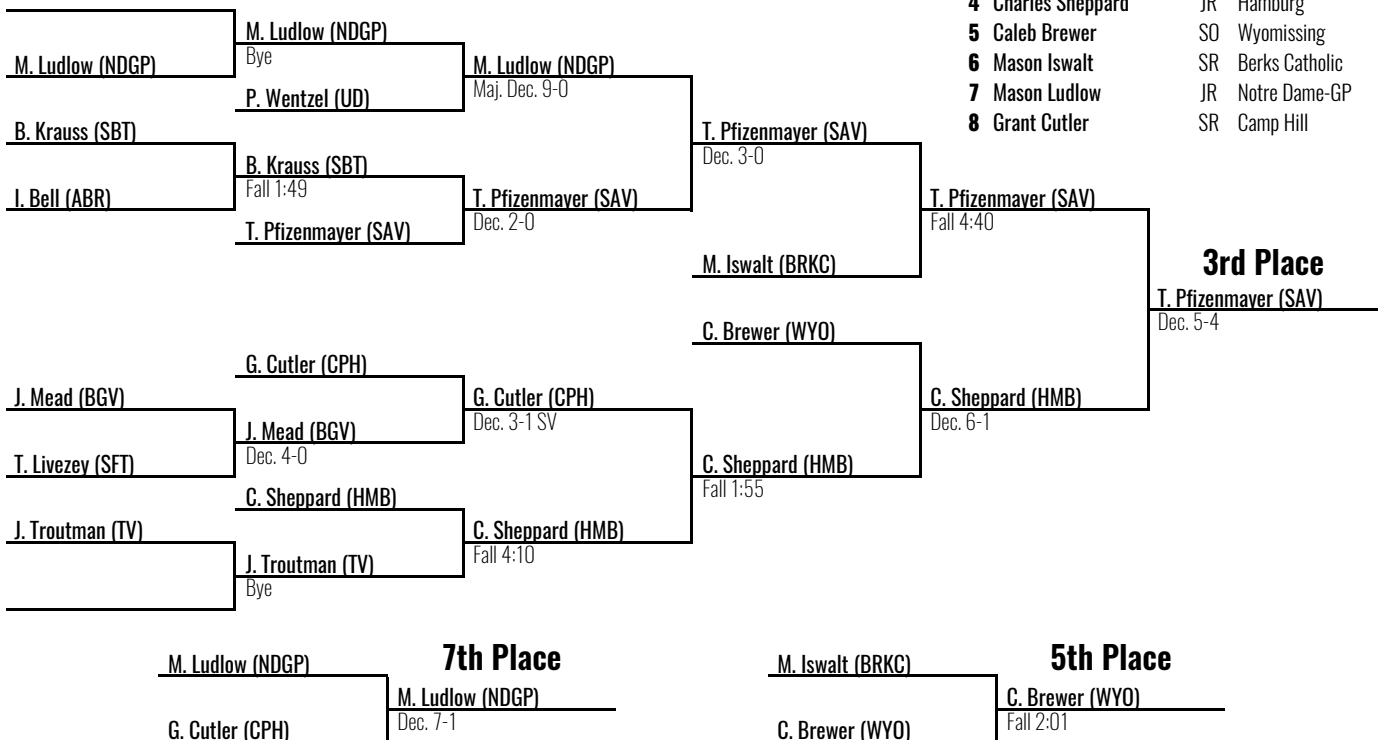 4 Charles Sheppard JR Hamburg
5 Caleb Brewer SO Wyomissing
6 Mason Iswalt SR Berks Catholic
7 Mason Ludlow JR Notre Dame-GP
8 Grant Cutler SR Camp Hill
M. Ludlow (NDGP)
M. Ludlow (NDGP)
Bye
P. Wentzel (UD)
M. Ludlow (NDGP)
Maj. Dec. 9-0
B. Krauss (SBT)
I. Bell (ABR)
B. Krauss (SBT)
Fall 1:49
T. Pfizenmayer (SAV)
T. Pfizenmayer (SAV)
Dec. 2-0
T. Pfizenmayer (SAV)
Dec. 3-0
M. Iswalt (BRKC)
T. Pfizenmayer (SAV)
Fall 4:40
3rd Place
T. Pfizenmayer (SAV)
Dec. 5-4
C. Brewer (WYO)
G. Cutler (CPH)
J. Mead (BGV)
T. Livezey (SFT)
J. Mead (BGV)
Dec. 4-0
G. Cutler (CPH)
Dec. 3-1 SV
C. Sheppard (HMB)
Dec. 6-1
C. Sheppard (HMB)
Fall 1:55
C. Sheppard (HMB)
J. Troutman (TV)
J. Troutman (TV)
Bye
C. Sheppard (HMB)
Fall 4:10
7th Place
M. Ludlow (NDGP)
G. Cutler (CPH)
M. Ludlow (NDGP)
Dec. 7-1
5th Place
M. Iswalt (BRKC)
C. Brewer (WYO)
C. Brewer (WYO)
Fall 2:01